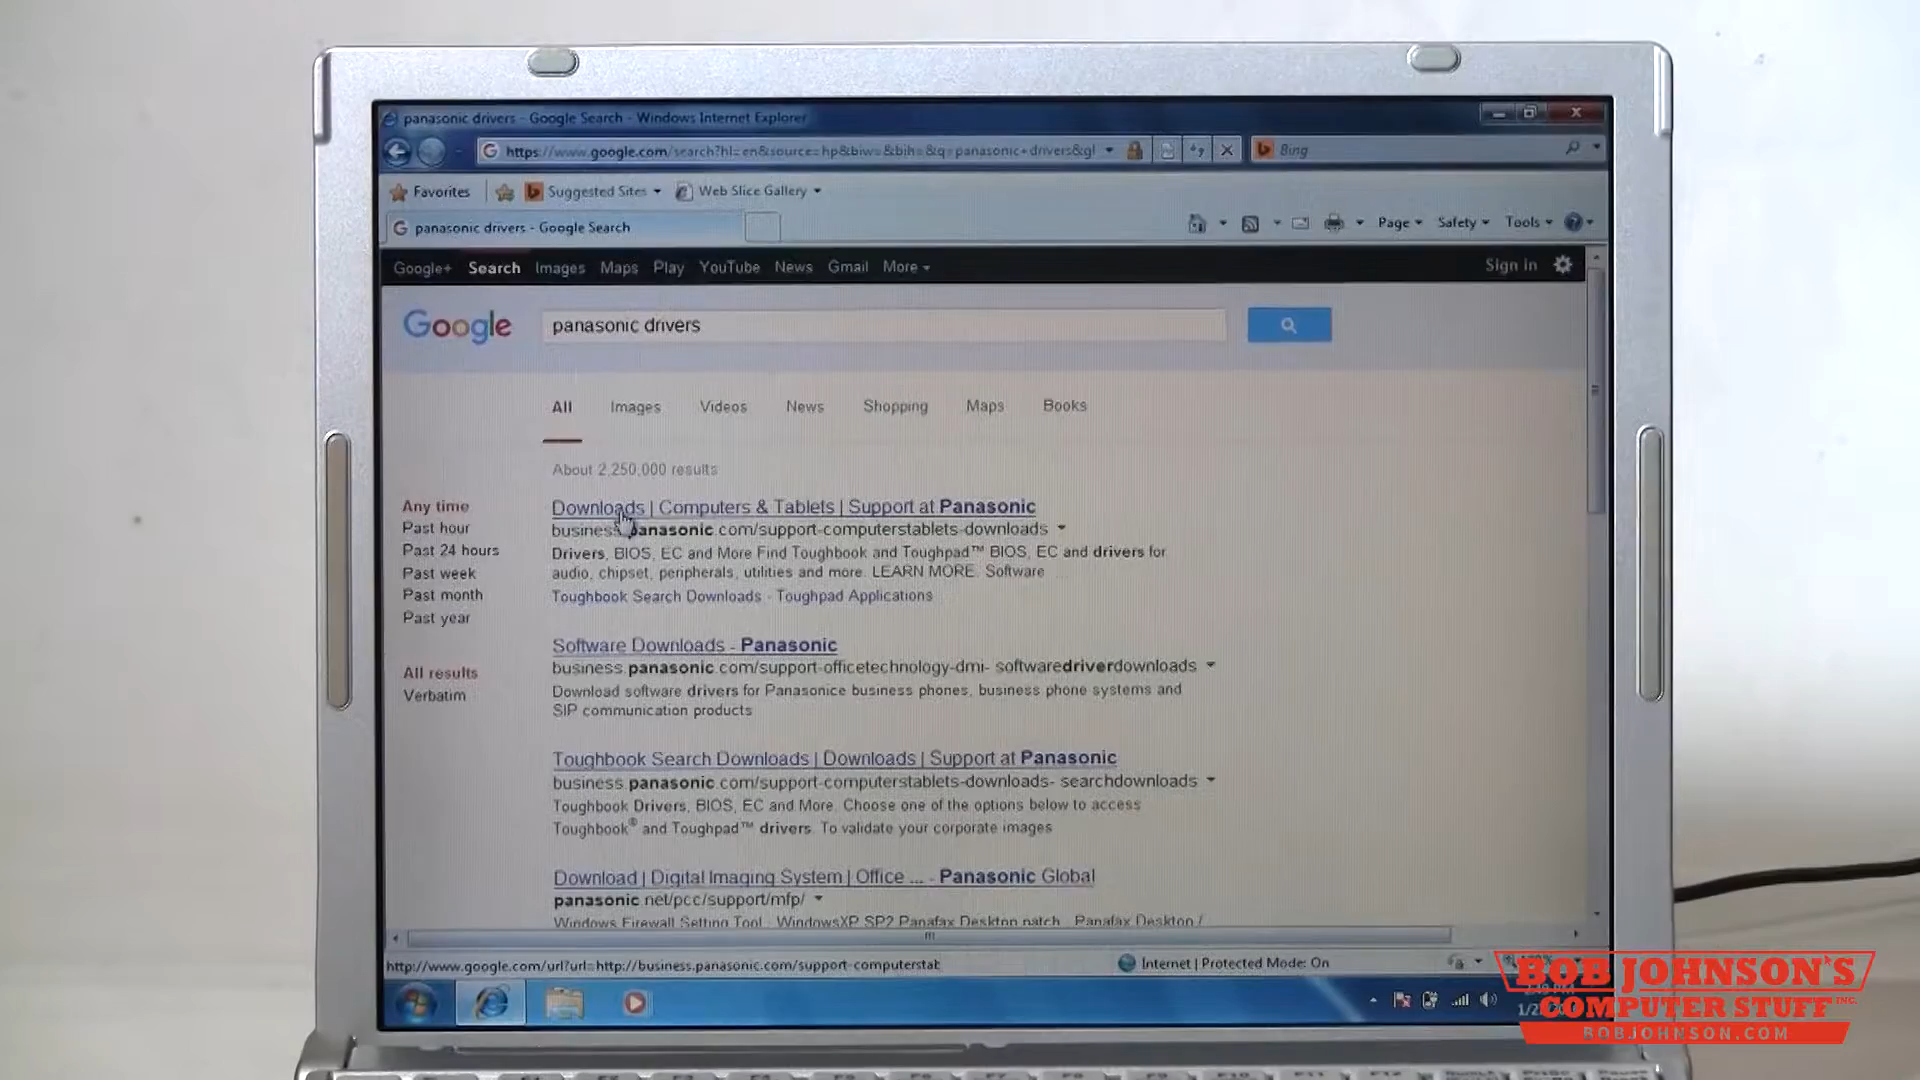 panasonic drivers - Google Search - Windows Internet Explorer
https://www.google.com/search?hl=en&source=hp&biw=&bih=&q=panasonic+drivers&gl
Bing
Favorites Suggested Sites Web Slice Gallery
panasonic drivers - Google Search
Page Safety Tools
Google+ Search Images Maps Play YouTube News Gmail More
Sign in
Google
panasonic drivers
All Images Videos News Shopping Maps Books
About 2,250,000 results
Any time
Past hour
Past 24 hours
Past week
Past month
Past year
All results
Verbatim
Downloads | Computers & Tablets | Support at Panasonic
business.panasonic.com/support-computerstablets-downloads
Drivers, BIOS, EC and More Find Toughbook and Toughpad™ BIOS, EC and drivers for
audio, chipset, peripherals, utilities and more. LEARN MORE. Software
Toughbook Search Downloads - Toughpad Applications
Software Downloads - Panasonic
business.panasonic.com/support-officetechnology-dmi- softwaredriverdownloads
Download software drivers for Panasonice business phones, business phone systems and
SIP communication products
Toughbook Search Downloads | Downloads | Support at Panasonic
business.panasonic.com/support-computerstablets-downloads- searchdownloads
Toughbook Drivers, BIOS, EC and More. Choose one of the options below to access
Toughbook® and Toughpad™ drivers. To validate your corporate images
Download | Digital Imaging System | Office ... - Panasonic Global
panasonic.net/pcc/support/mfp/
Windows Firewall Setting Tool · WindowsXP SP2 Panafax Desktop patch · Panafax Desktop /
http://www.google.com/url?url=http://business.panasonic.com/support-computerstab
Internet | Protected Mode: On
BOB JOHNSON'S
COMPUTER STUFF INC.
BOBJOHNSON.COM